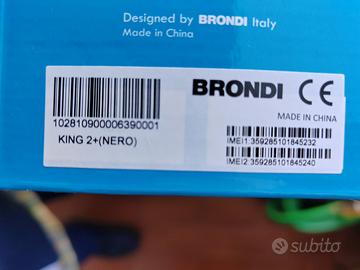 Designed by BRONDI Italy
Made in China
BRONDI CE
102810900006390001
MADE IN CHINA
KING 2+(NERO)
IMEI1:359285101845232
IMEI2:359285101845240
subito